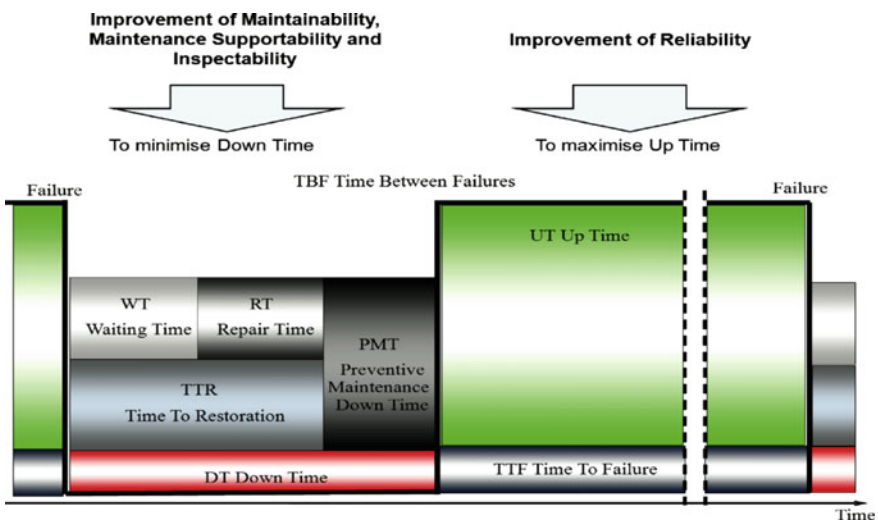 Improvement of Maintainability,
Maintenance Supportability and
Inspectability
Improvement of Reliability
To minimise Down Time
To maximise Up Time
Failure
TBF Time Between Failures
Failure
UT Up Time
WT
Waiting Time
RT
Repair Time
PMT
Preventive
Maintenance
Down Time
TTR
Time To Restoration
DT Down Time
TTF Time To Failure
Time